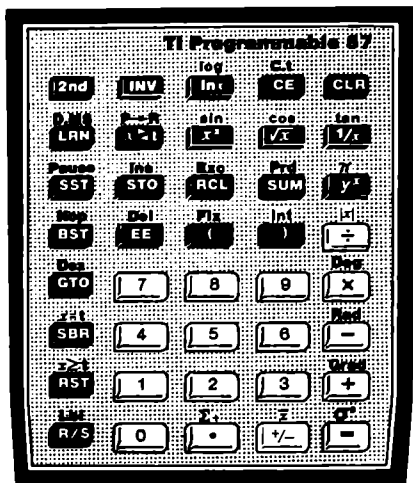 TI Programmable 57
log C.t
2nd INV lnx CE CLR
D.MS P→R sin cos tan
LRN x≷t x² √x 1/x
Pause Ins Exc Prd π
SST STO RCL SUM yˣ
Nop Del Fix Int |x|
BST EE ( ) ÷
Dsz Deg
GTO 7 8 9 ×
x=t Rad
SBR 4 5 6 −
x≥t Grad
RST 1 2 3 +
Lbl Σ+ x̄ σ²
R/S 0 • +/− =